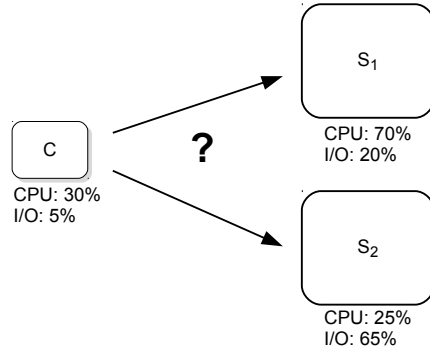 S₁
CPU: 70%
I/O: 20%
C
CPU: 30%
I/O: 5%
?
S₂
CPU: 25%
I/O: 65%